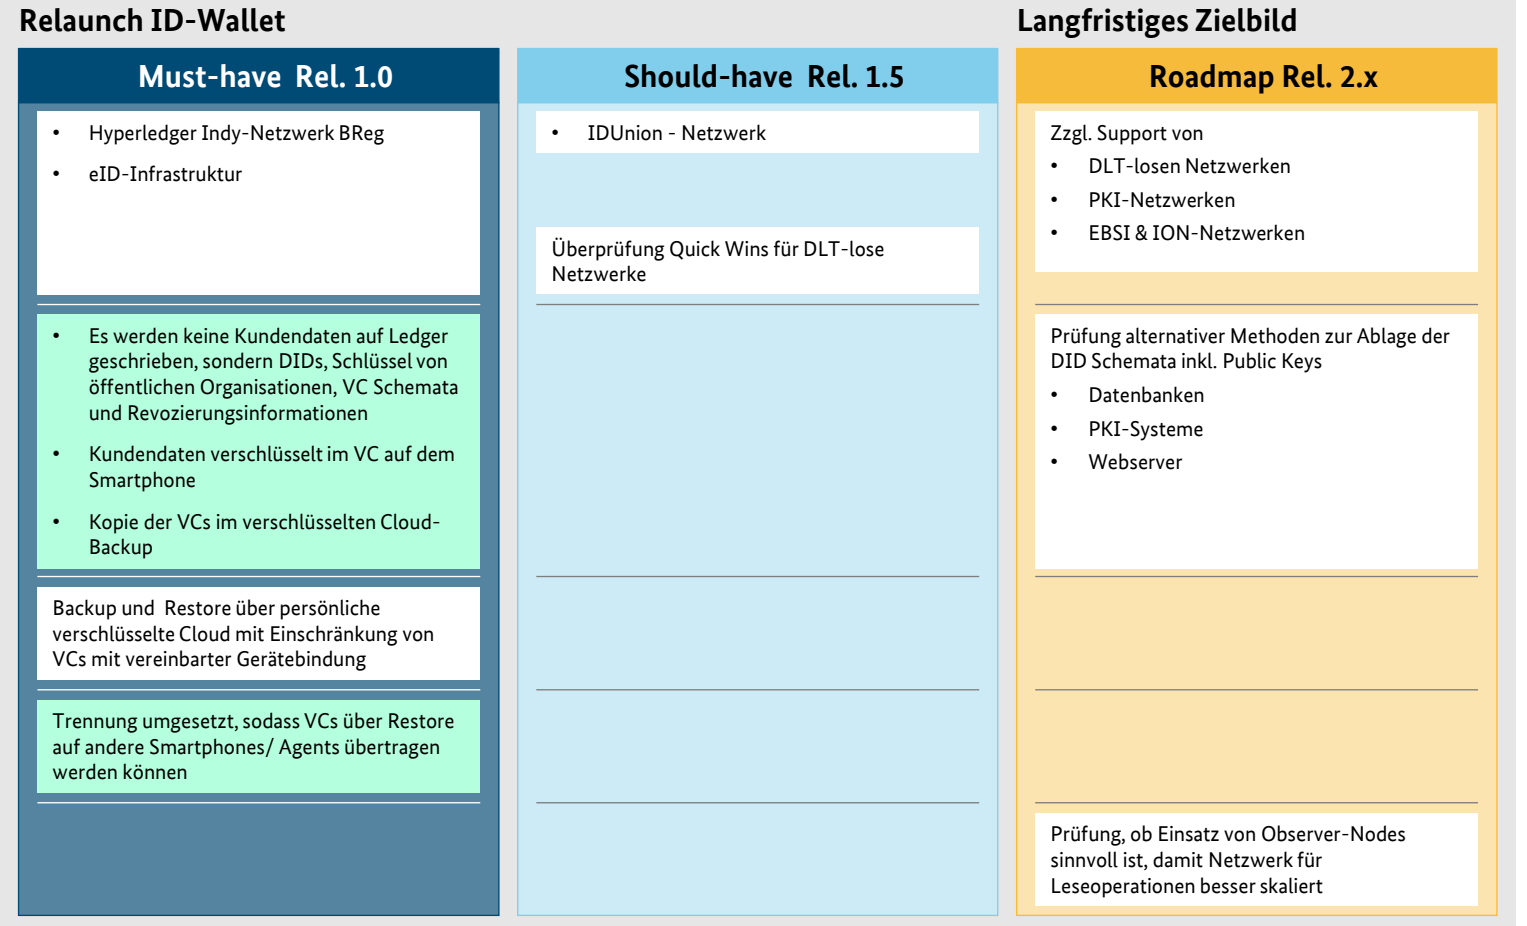 Relaunch ID-Wallet
Langfristiges Zielbild
Must-have Rel. 1.0
• Hyperledger Indy-Netzwerk BReg
• eID-Infrastruktur
• Es werden keine Kundendaten auf Ledger
geschrieben, sondern DIDs, Schlüssel von
öffentlichen Organisationen, VC Schemata
und Revozierungsinformationen
• Kundendaten verschlüsselt im VC auf dem
Smartphone
• Kopie der VCs im verschlüsselten Cloud-
Backup
Backup und Restore über persönliche
verschlüsselte Cloud mit Einschränkung von
VCs mit vereinbarter Gerätebindung
Trennung umgesetzt, sodass VCs über Restore
auf andere Smartphones/ Agents übertragen
werden können
Should-have Rel. 1.5
• IDUnion - Netzwerk
Überprüfung Quick Wins für DLT-lose
Netzwerke
Roadmap Rel. 2.x
Zzgl. Support von
• DLT-losen Netzwerken
• PKI-Netzwerken
• EBSI & ION-Netzwerken
Prüfung alternativer Methoden zur Ablage der
DID Schemata inkl. Public Keys
• Datenbanken
• PKI-Systeme
• Webserver
Prüfung, ob Einsatz von Observer-Nodes
sinnvoll ist, damit Netzwerk für
Leseoperationen besser skaliert